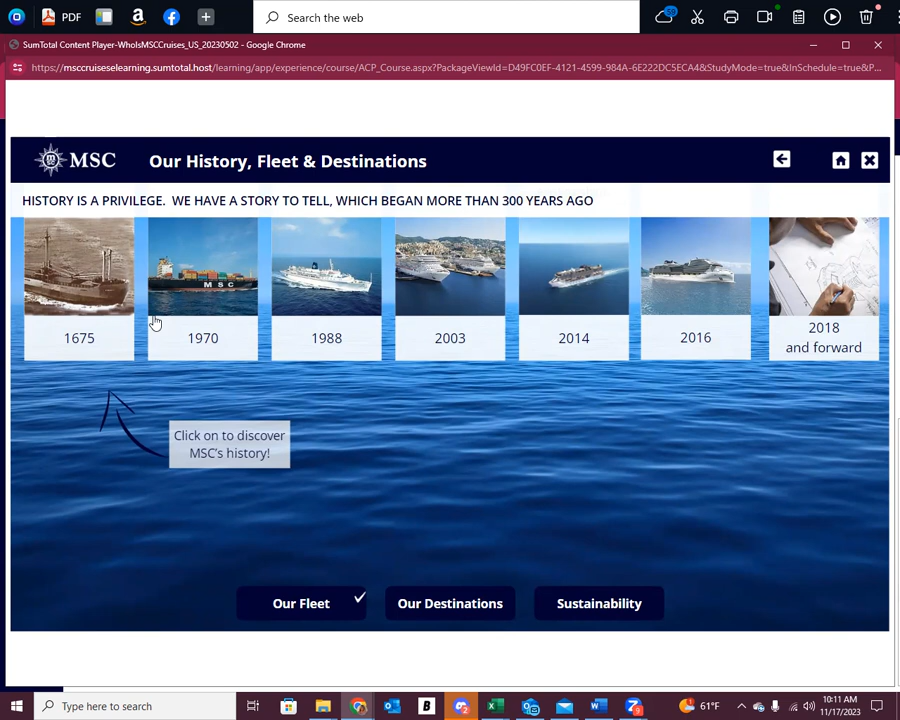 PDF
Search the web
SumTotal Content Player-WhoIsMSCCruises_US_20230502 - Google Chrome
https://msccruiseselearning.sumtotal.host/learning/app/experience/course/ACP_Course.aspx?PackageViewId=D49FC0EF-4121-4599-984A-6E222DC5ECA4&StudyMode=true&InSchedule=true&P...
MSC Our History, Fleet & Destinations
HISTORY IS A PRIVILEGE. WE HAVE A STORY TO TELL, WHICH BEGAN MORE THAN 300 YEARS AGO
M S C
1675
1970
1988
2003
2014
2016
2018
and forward
Click on to discover
MSC's history!
Our Fleet
Our Destinations
Sustainability
Type here to search
61°F
10:11 AM
11/17/2023